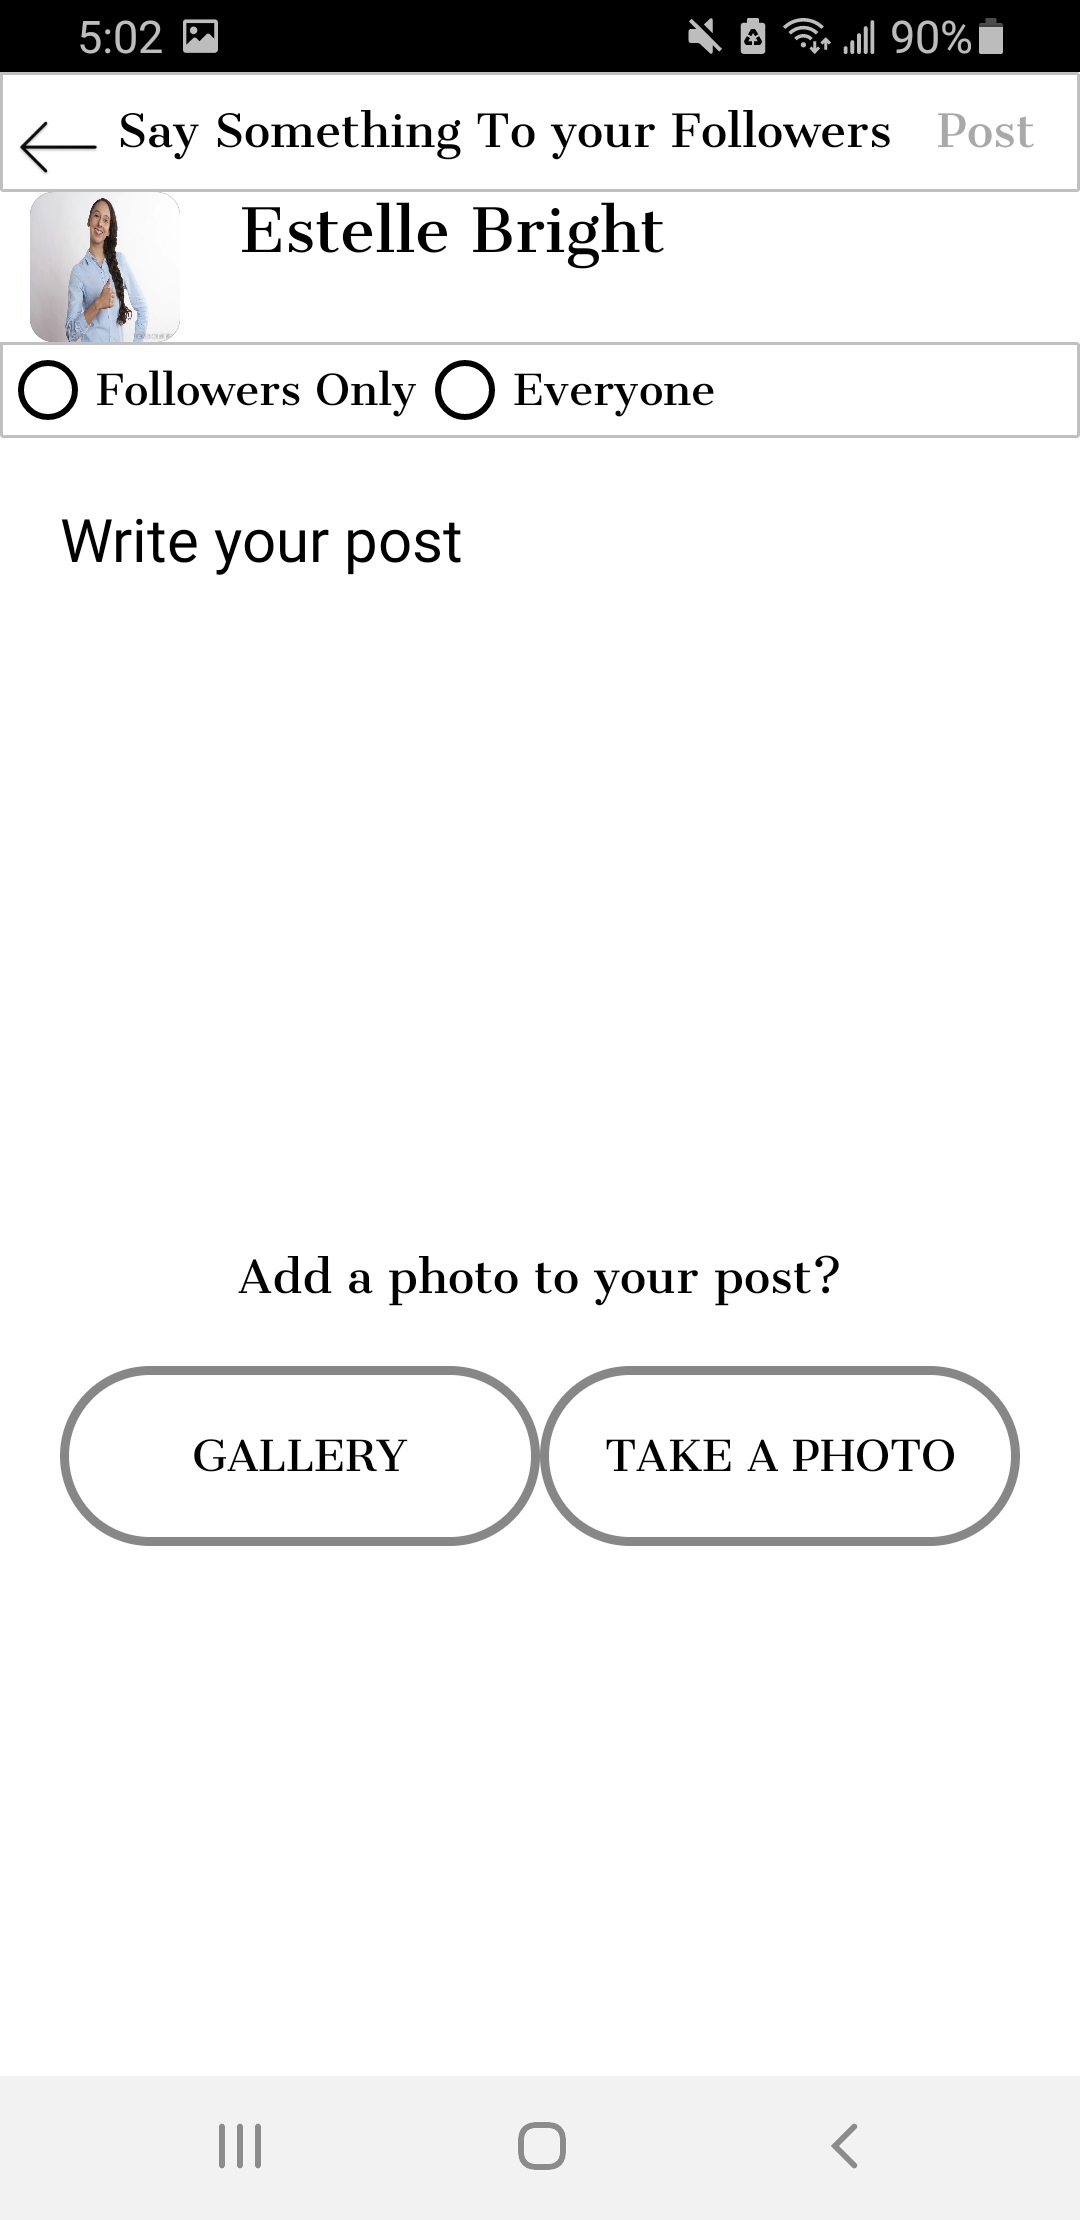 5:02 90%
Say Something To your Followers Post
Estelle Bright
Followers Only Everyone
Write your post
Add a photo to your post?
GALLERY TAKE A PHOTO